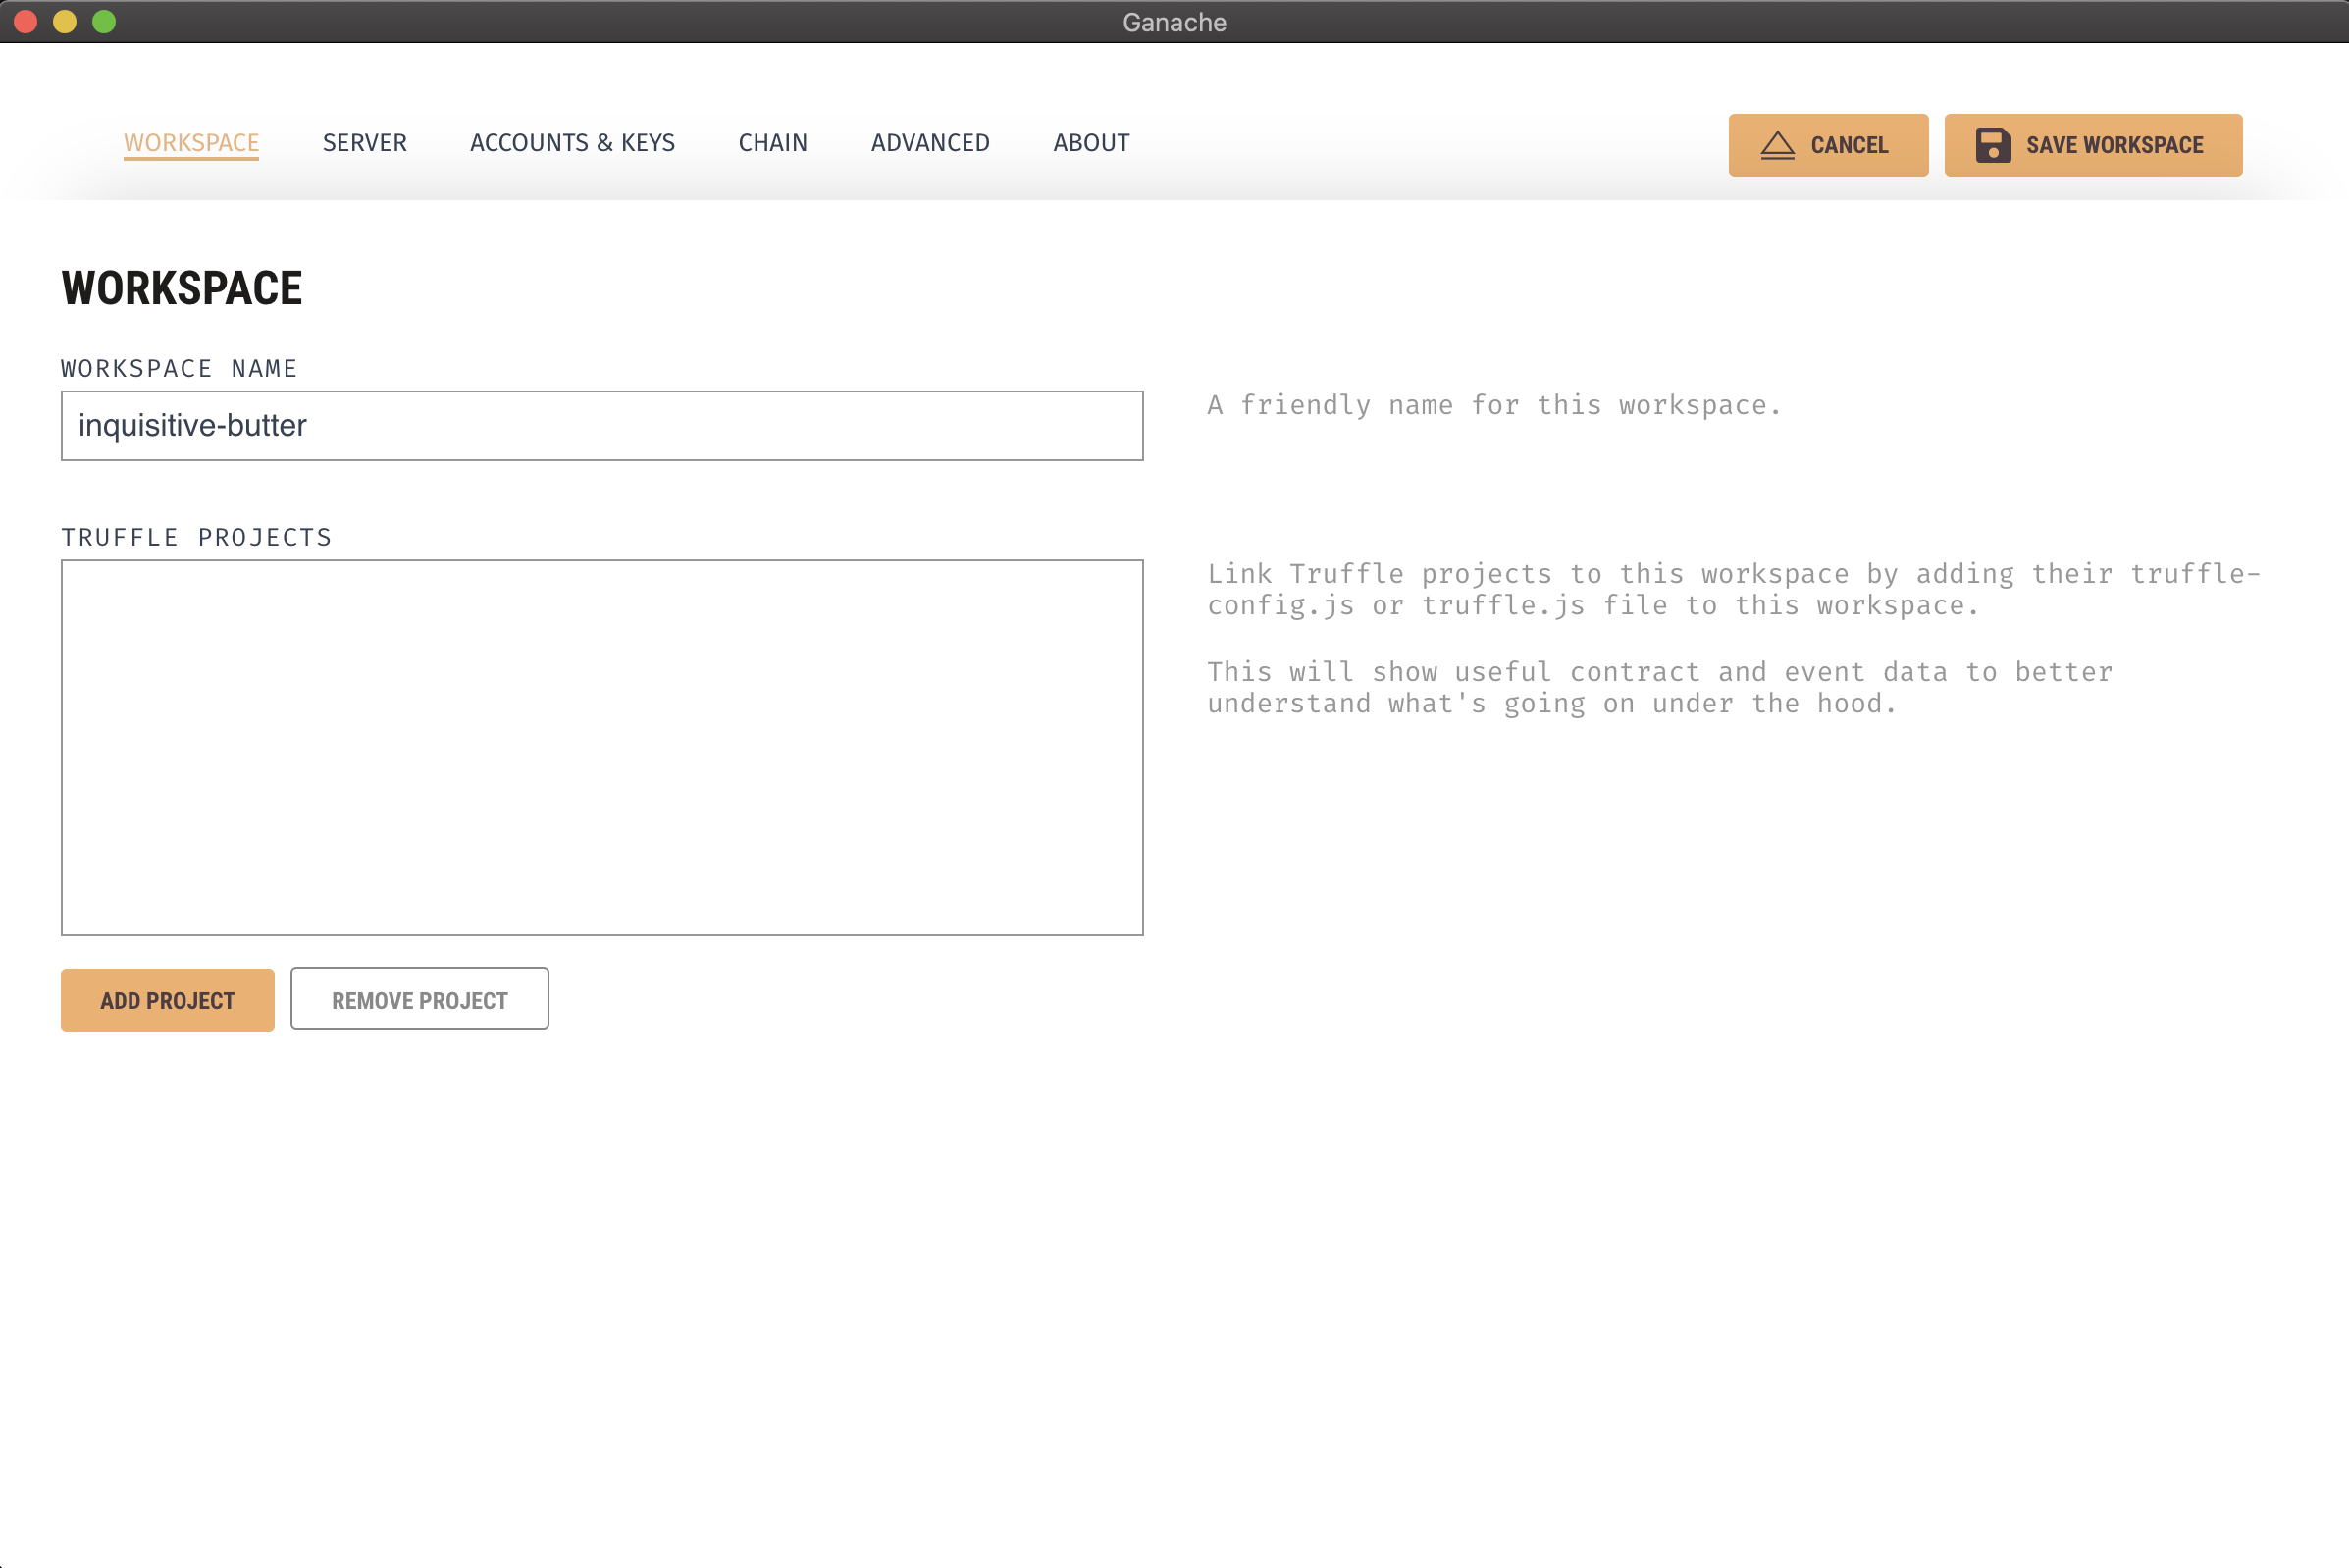 Ganache
WORKSPACE SERVER ACCOUNTS & KEYS CHAIN ADVANCED ABOUT CANCEL SAVE WORKSPACE
WORKSPACE
WORKSPACE NAME
inquisitive-butter
A friendly name for this workspace.
TRUFFLE PROJECTS
Link Truffle projects to this workspace by adding their truffle-
config.js or truffle.js file to this workspace.
This will show useful contract and event data to better
understand what's going on under the hood.
ADD PROJECT REMOVE PROJECT